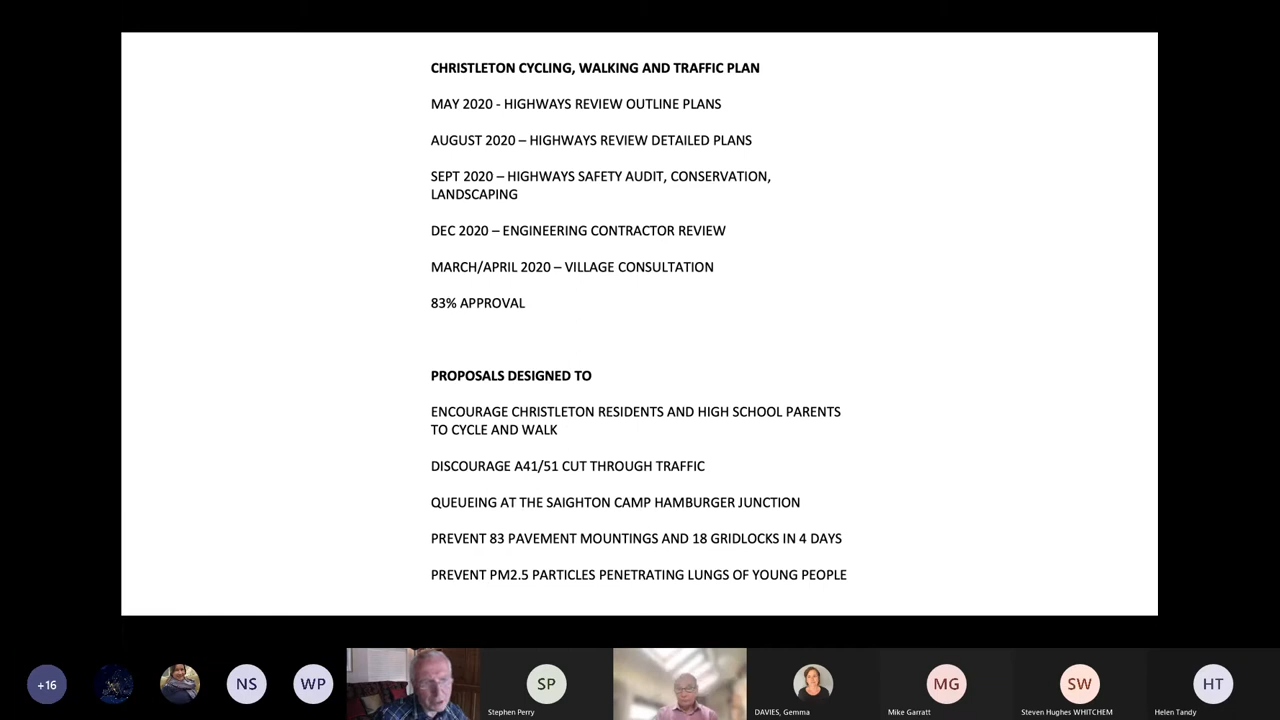 CHRISTLETON CYCLING, WALKING AND TRAFFIC PLAN
MAY 2020 - HIGHWAYS REVIEW OUTLINE PLANS
AUGUST 2020 – HIGHWAYS REVIEW DETAILED PLANS
SEPT 2020 – HIGHWAYS SAFETY AUDIT, CONSERVATION,
LANDSCAPING
DEC 2020 – ENGINEERING CONTRACTOR REVIEW
MARCH/APRIL 2020 – VILLAGE CONSULTATION
83% APPROVAL
PROPOSALS DESIGNED TO
ENCOURAGE CHRISTLETON RESIDENTS AND HIGH SCHOOL PARENTS
TO CYCLE AND WALK
DISCOURAGE A41/51 CUT THROUGH TRAFFIC
QUEUEING AT THE SAIGHTON CAMP HAMBURGER JUNCTION
PREVENT 83 PAVEMENT MOUNTINGS AND 18 GRIDLOCKS IN 4 DAYS
PREVENT PM2.5 PARTICLES PENETRATING LUNGS OF YOUNG PEOPLE
+16
NS
WP
SP
MG
SW
HT
Stephen Perry
DAVIES, Gemma
Mike Garratt
Steven Hughes WHITCHEM
Helen Tandy